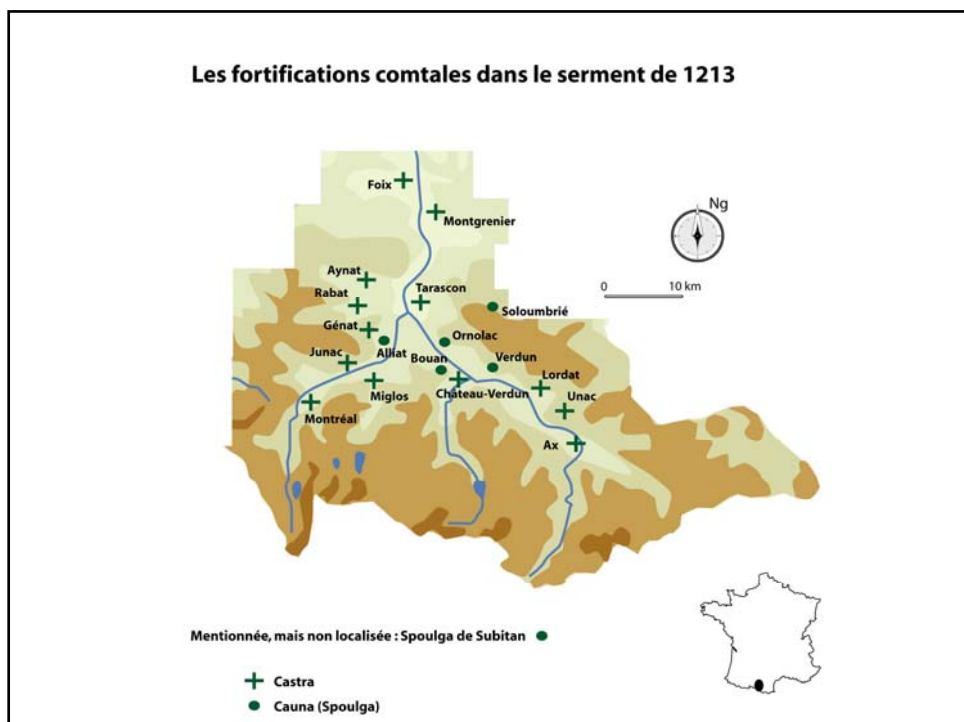 Les fortifications comtales dans le serment de 1213
Foix
Ng
Montgrenier
Aynat
Tarascon
0 10 km
Rabat
Soloumbrié
Génat
Ornolac
Junac
Alliat
Bouan
Verdun
Lordat
Miglos
Château-Verdun
Unac
Montréal
Ax
Mentionnée, mais non localisée : Spoulga de Subitan
Castra
Cauna (Spoulga)